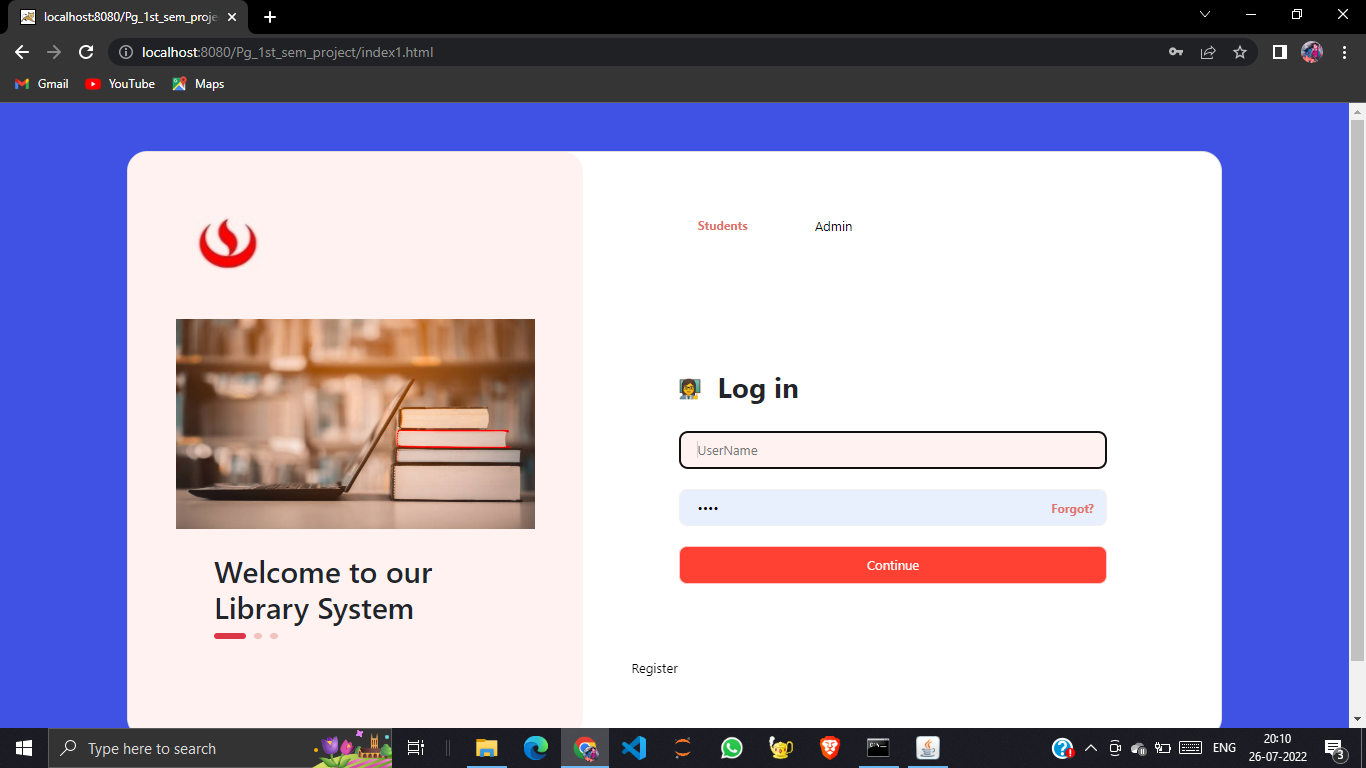 localhost:8080/Pg_1st_sem_proje
localhost:8080/Pg_1st_sem_project/index1.html
Gmail YouTube Maps
Students Admin
Log in
UserName
Forgot?
Continue
Welcome to our
Library System
Register
Type here to search
ENG
20:10
26-07-2022
3